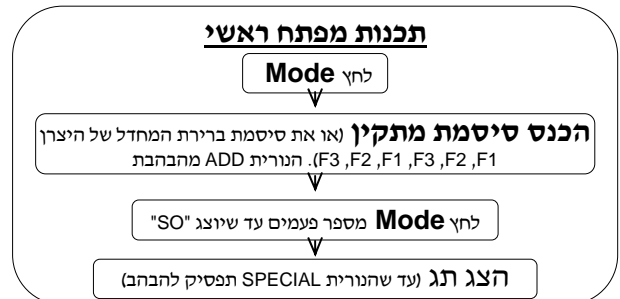 תכנות מפתח ראשי
לחץ Mode
הכנס סיסמת מתקין (או את סיסמת ברירת המחדל של היצרן
F1, F2, F3, F1, F2, F3). הנורית ADD מהבהבת
לחץ Mode מספר פעמים עד שיוצג "SO"
הצג תג (עד שהנורית SPECIAL תפסיק להבהב)